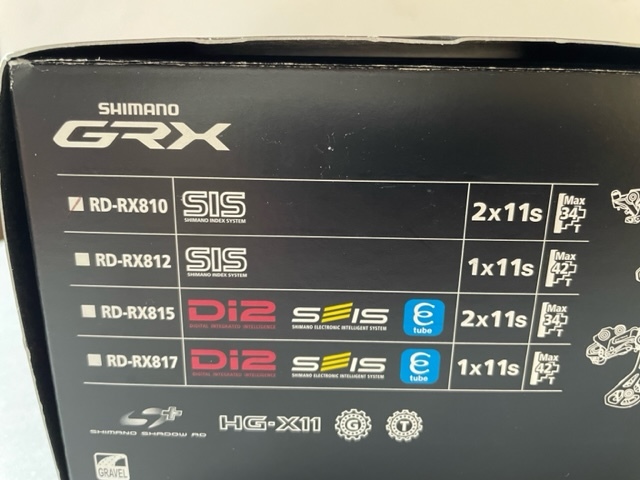 SHIMANO
GRX
RD-RX810 SIS SHIMANO INDEX SYSTEM 2x11s Max 34T
RD-RX812 SIS SHIMANO INDEX SYSTEM 1x11s Max 42T
RD-RX815 Di2 DIGITAL INTEGRATED INTELLIGENCE SEIS SHIMANO ELECTRONIC INTELLIGENT SYSTEM E tube 2x11s Max 34T
RD-RX817 Di2 DIGITAL INTEGRATED INTELLIGENCE SEIS SHIMANO ELECTRONIC INTELLIGENT SYSTEM E tube 1x11s Max 42T
S+ SHIMANO SHADOW RD HG-X11 G T
GRAVEL